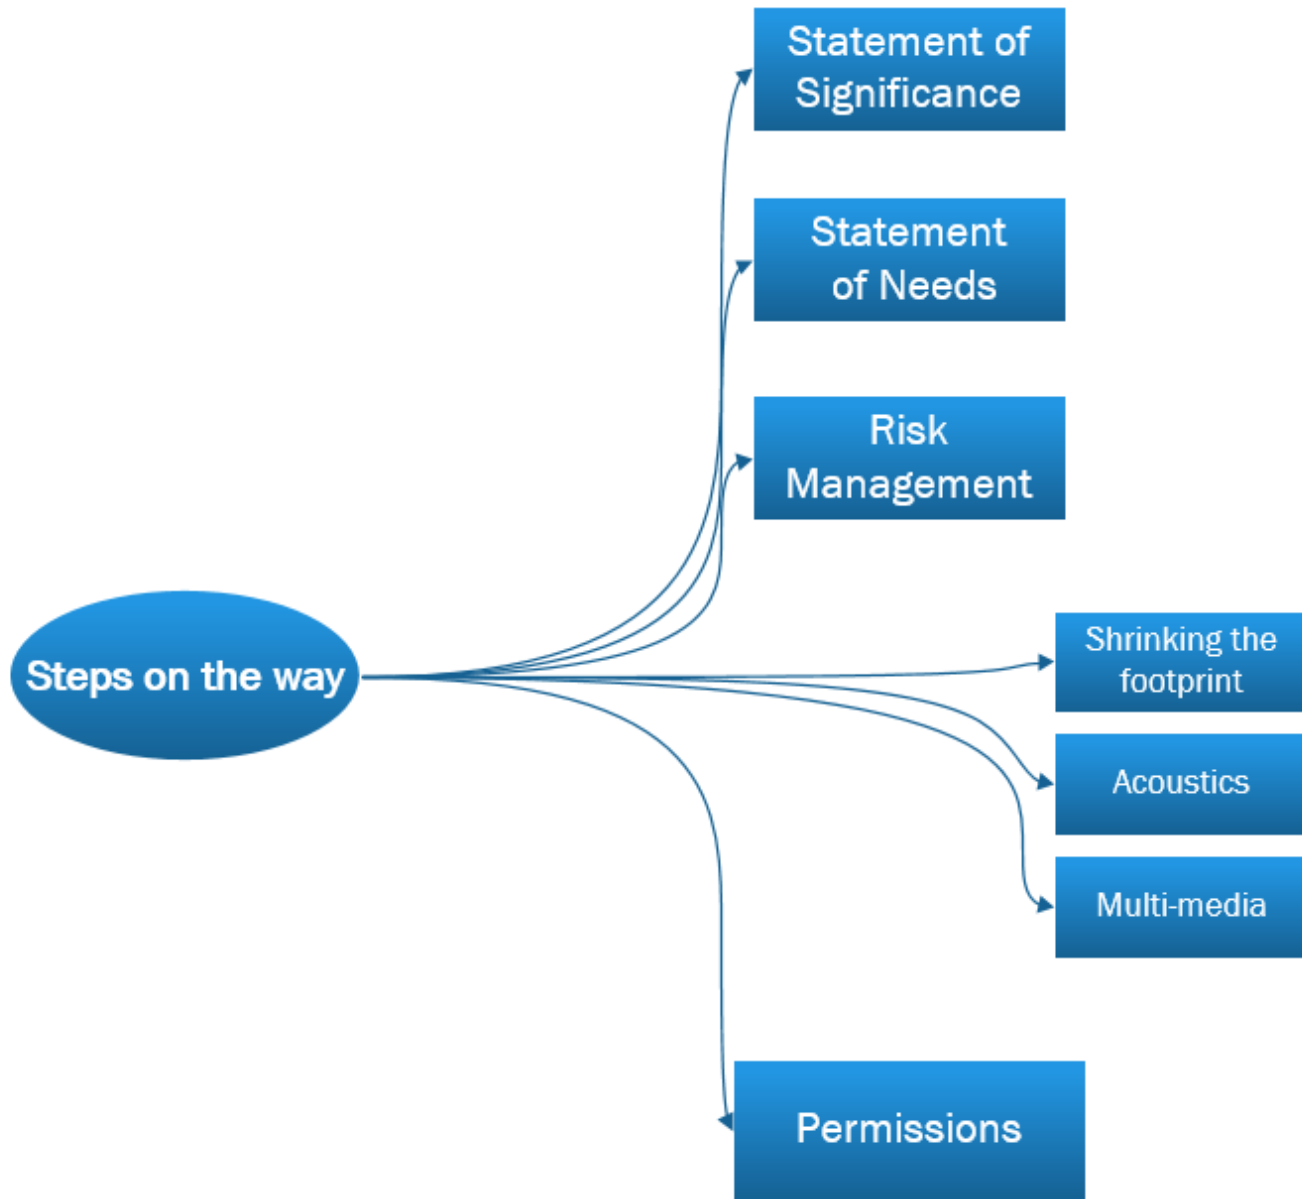 Statement of
Significance
Statement
of Needs
Risk
Management
Steps on the way
Shrinking the
footprint
Acoustics
Multi-media
Permissions